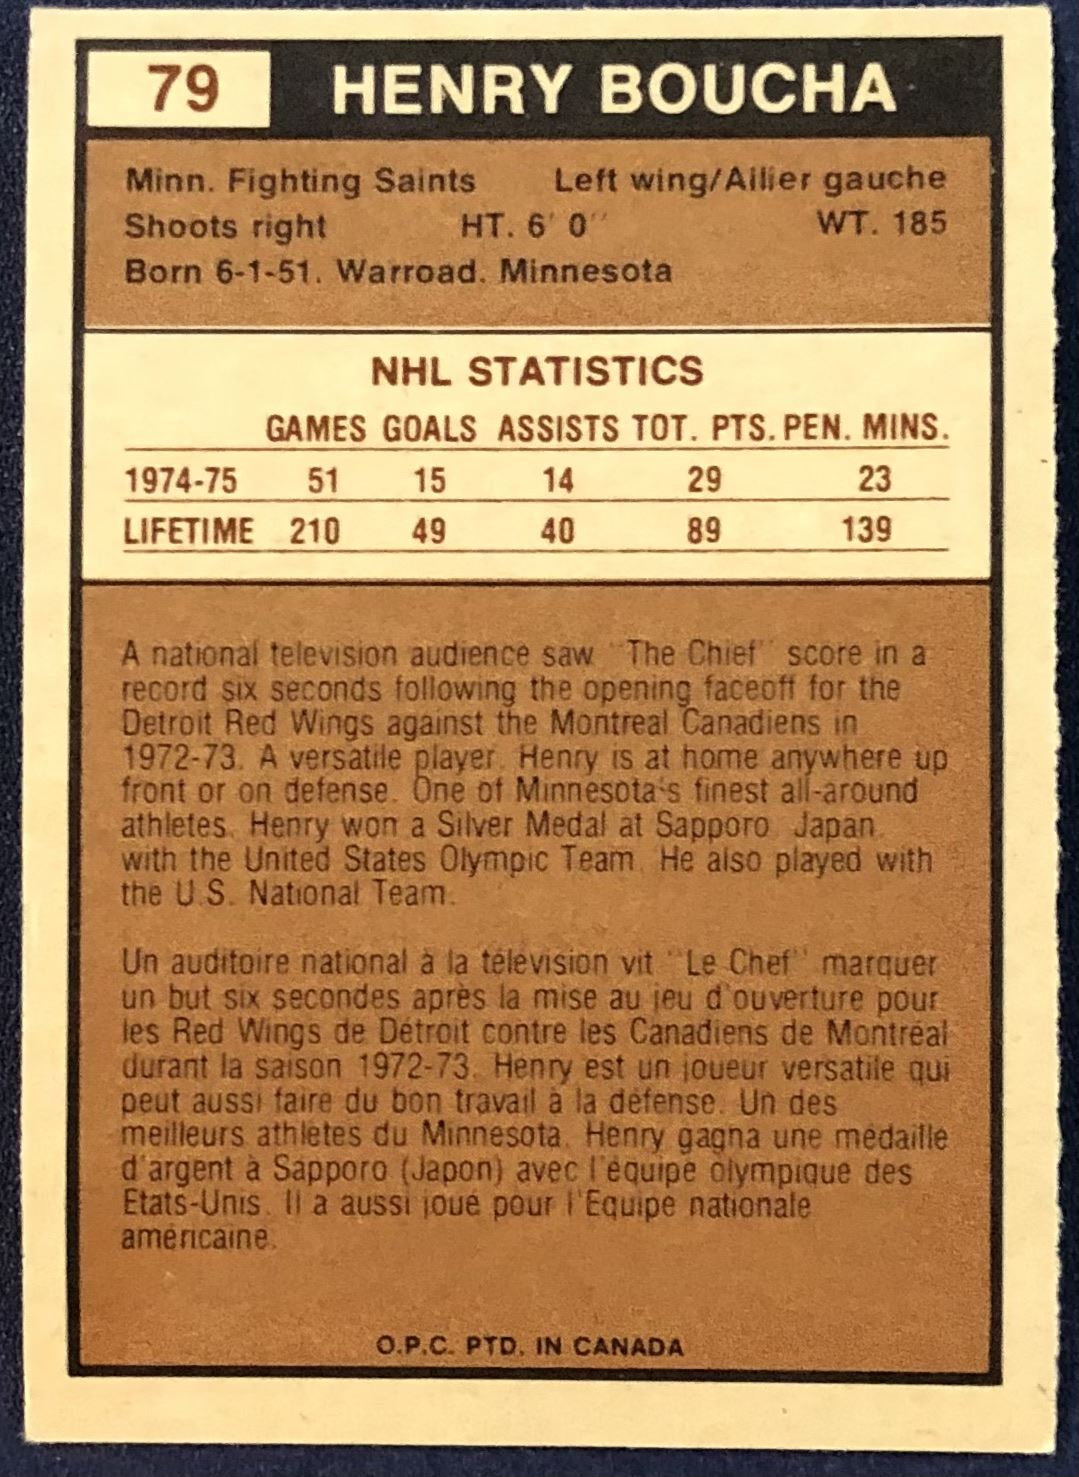 79 HENRY BOUCHA
Minn. Fighting Saints Left wing/Ailier gauche
Shoots right HT. 6' 0'' WT. 185
Born 6-1-51. Warroad. Minnesota
NHL STATISTICS
GAMES GOALS ASSISTS TOT. PTS. PEN. MINS.
1974-75 51 15 14 29 23
LIFETIME 210 49 40 89 139
A national television audience saw "The Chief" score in a
record six seconds following the opening faceoff for the
Detroit Red Wings against the Montreal Canadiens in
1972-73. A versatile player, Henry is at home anywhere up
front or on defense. One of Minnesota's finest all-around
athletes, Henry won a Silver Medal at Sapporo, Japan,
with the United States Olympic Team. He also played with
the U.S. National Team.
Un auditoire national à la télévision vit "Le Chef" marquer
un but six secondes après la mise au jeu d'ouverture pour
les Red Wings de Détroit contre les Canadiens de Montréal
durant la saison 1972-73. Henry est un joueur versatile qui
peut aussi faire du bon travail à la défense. Un des
meilleurs athlètes du Minnesota, Henry gagna une médaille
d'argent à Sapporo (Japon) avec l'équipe olympique des
Etats-Unis. Il a aussi joué pour l'Equipe nationale
américaine.
O.P.C. PTD. IN CANADA